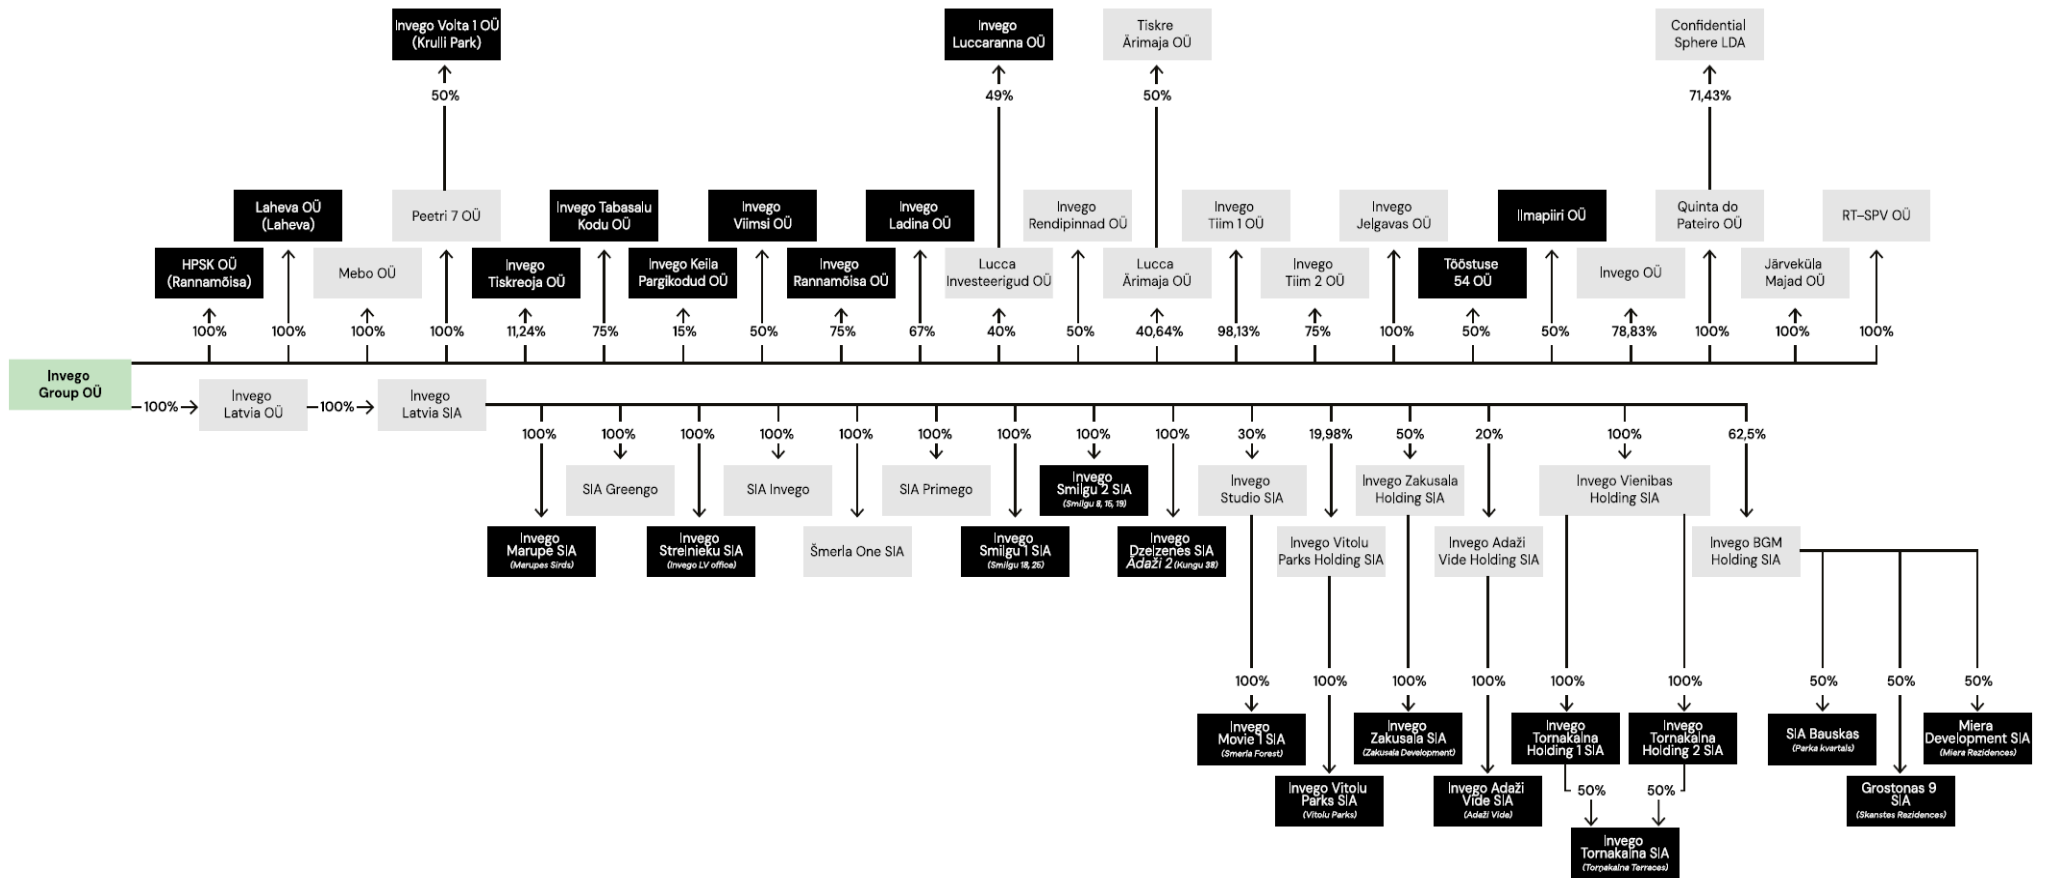 Invego Volta 1 OÜ
(Krulli Park)
Invego
Luccaranna OÜ
Tiskre
Ärimaja OÜ
Confidential
Sphere LDA
50%
49%
50%
71,43%
Laheva OÜ
(Laheva)
Peetri 7 OÜ
Invego Tabasalu
Kodu OÜ
Invego
Viimsi OÜ
Invego
Ladina OÜ
Invego
Rendipinnad OÜ
Invego
Tiim 1 OÜ
Invego
Jelgavas OÜ
Ilmapiiri OÜ
Quinta do
Pateiro OÜ
RT-SPV OÜ
HPSK OÜ
(Rannamõisa)
Mebo OÜ
Invego
Tiskreoja OÜ
Invego Keila
Pargikodud OÜ
Invego
Rannamõisa OÜ
Lucca
Investeerigud OÜ
Lucca
Ärimaja OÜ
Invego
Tiim 2 OÜ
Tööstuse
54 OÜ
Invego OÜ
Järveküla
Majad OÜ
100%
100%
100%
100%
11,24%
75%
15%
50%
75%
67%
40%
50%
40,64%
98,13%
75%
100%
50%
50%
78,83%
100%
100%
100%
Invego
Group OÜ
100%
Invego
Latvia OÜ
100%
Invego
Latvia SIA
100%
100%
100%
100%
100%
100%
100%
100%
100%
30%
19,98%
50%
20%
100%
62,5%
SIA Greengo
SIA Invego
SIA Primego
Invego
Smilgu 2 SIA
(Smilgu 8, 15, 19)
Invego
Studio SIA
Invego Zakusala
Holding SIA
Invego Vienibas
Holding SIA
Invego
Marupe SIA
(Marupes Sirds)
Invego
Strelnieku SIA
(Invego LV office)
Šmerla One SIA
Invego
Smilgu 1 SIA
(Smilgu 18, 25)
Invego
Dzelzenes SIA
Ādaži 2 (Kungu 38)
Invego Vitolu
Parks Holding SIA
Invego Adaži
Vide Holding SIA
Invego BGM
Holding SIA
100%
100%
100%
100%
100%
100%
50%
50%
50%
Invego
Movie 1 SIA
(Smerla Forest)
Invego
Zakusala SIA
(Zakusala Development)
Invego
Tornakalna
Holding 1 SIA
Invego
Tornakalna
Holding 2 SIA
SIA Bauskas
(Parka kvartals)
Miera
Development SIA
(Miera Rezidences)
Invego Vitolu
Parks SIA
(Vitolu Parks)
Invego Adaži
Vide SIA
(Adaži Vide)
50%
50%
Grostonas 9
SIA
(Skanstes Rezidences)
Invego
Tornakalna SIA
(Tornakalna Terraces)